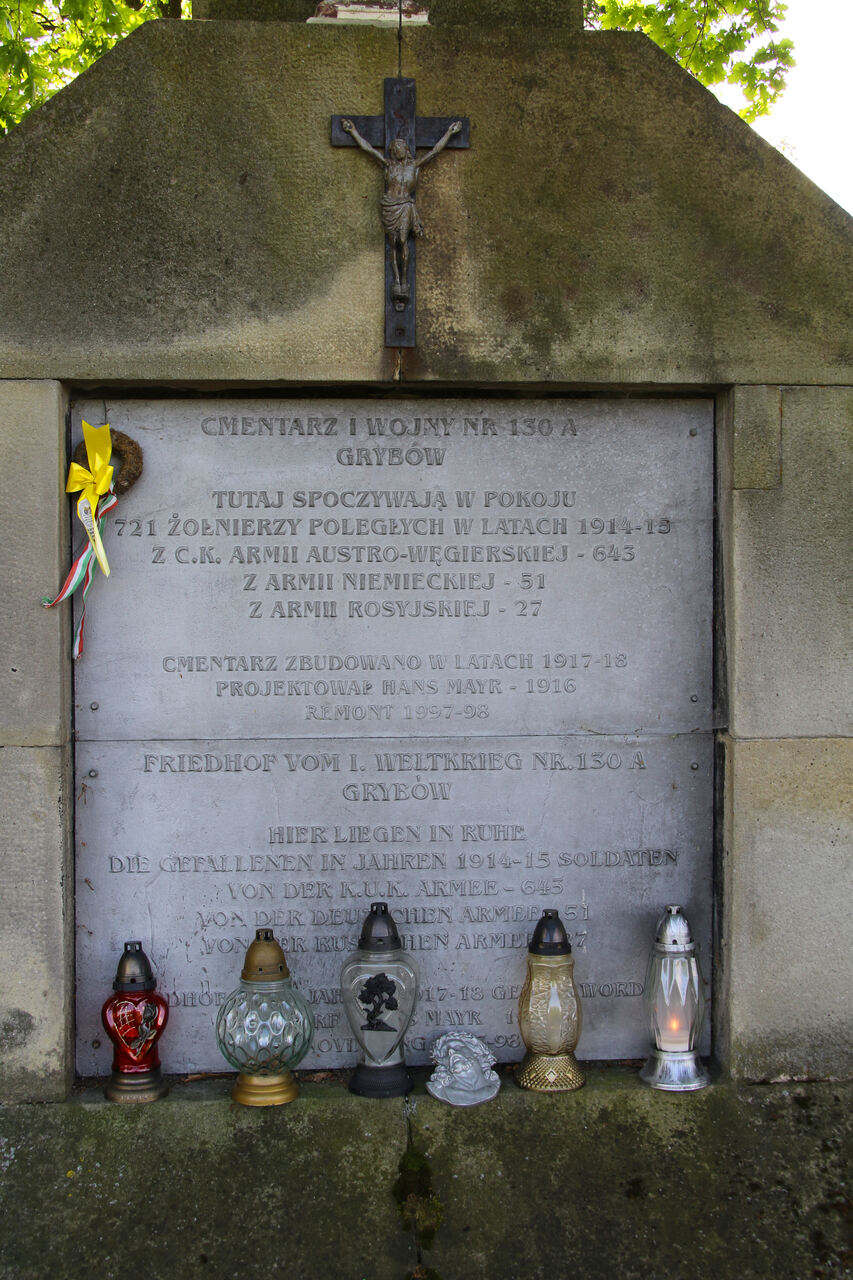 CMENTARZ I WOJNY NR 130 A
GRYBÓW
TUTAJ SPOCZYWAJĄ W POKOJU
721 ŻOŁNIERZY POLEGŁYCH W LATACH 1914-15
Z C.K. ARMII AUSTRO-WĘGIERSKIEJ - 643
Z ARMII NIEMIECKIEJ - 51
Z ARMII ROSYJSKIEJ - 27
CMENTARZ ZBUDOWANO W LATACH 1917-18
PROJEKTOWAŁ HANS MAYR - 1916
REMONT 1997-98
FRIEDHOF VOM I. WELTKRIEG NR.130 A
GRYBÓW
HIER LIEGEN IN RUHE
DIE GEFALLENEN IN JAHREN 1914-15 SOLDATEN
VON DER K.U.K. ARMEE - 643
VON DER DEUTSCHEN ARMEE 51
VON DER ARMEE
17-18
MAYR